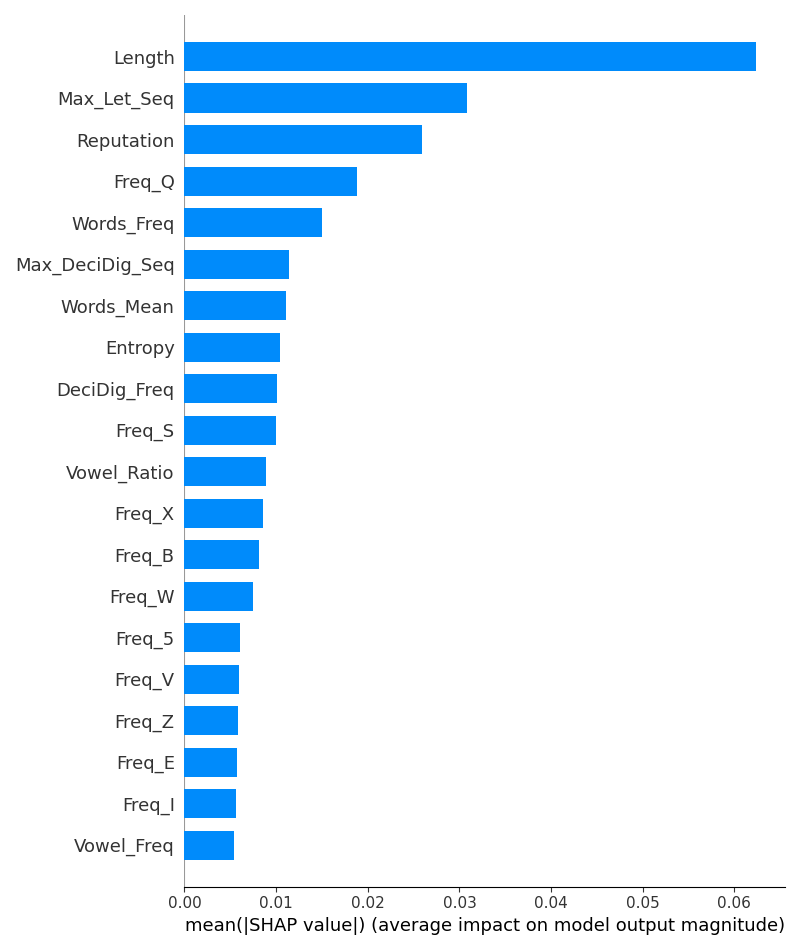 Length
Max_Let_Seq
Reputation
Freq_Q
Words_Freq
Max_DeciDig_Seq
Words_Mean
Entropy
DeciDig_Freq
Freq_S
Vowel_Ratio
Freq_X
Freq_B
Freq_W
Freq_5
Freq_V
Freq_Z
Freq_E
Freq_I
Vowel_Freq
0.00 0.01 0.02 0.03 0.04 0.05 0.06
mean(|SHAP value|) (average impact on model output magnitude)